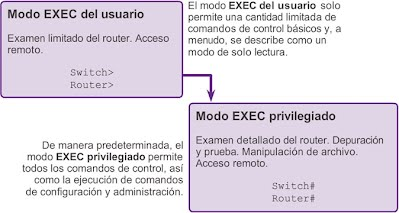 Modo EXEC del usuario
Examen limitado del router. Acceso
remoto.
Switch>
Router>
El modo EXEC del usuario solo
permite una cantidad limitada de
comandos de control básicos y, a
menudo, se describe como un
modo de solo lectura.
Modo EXEC privilegiado
Examen detallado del router. Depuración
y prueba. Manipulación de archivo.
Acceso remoto.
Switch#
Router#
De manera predeterminada, el
modo EXEC privilegiado permite
todos los comandos de control, así
como la ejecución de comandos
de configuración y administración.